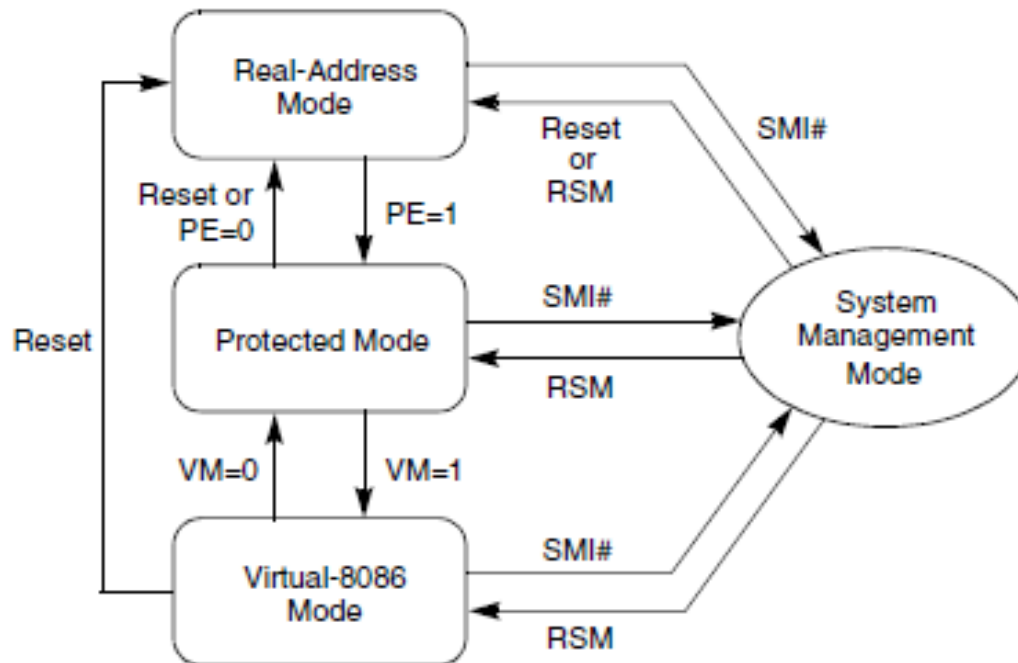 Real-Address
Mode
SMI#
Reset
or
RSM
Reset or
PE=0
PE=1
SMI#
System
Management
Mode
Reset
Protected Mode
RSM
VM=0
VM=1
SMI#
Virtual-8086
Mode
RSM